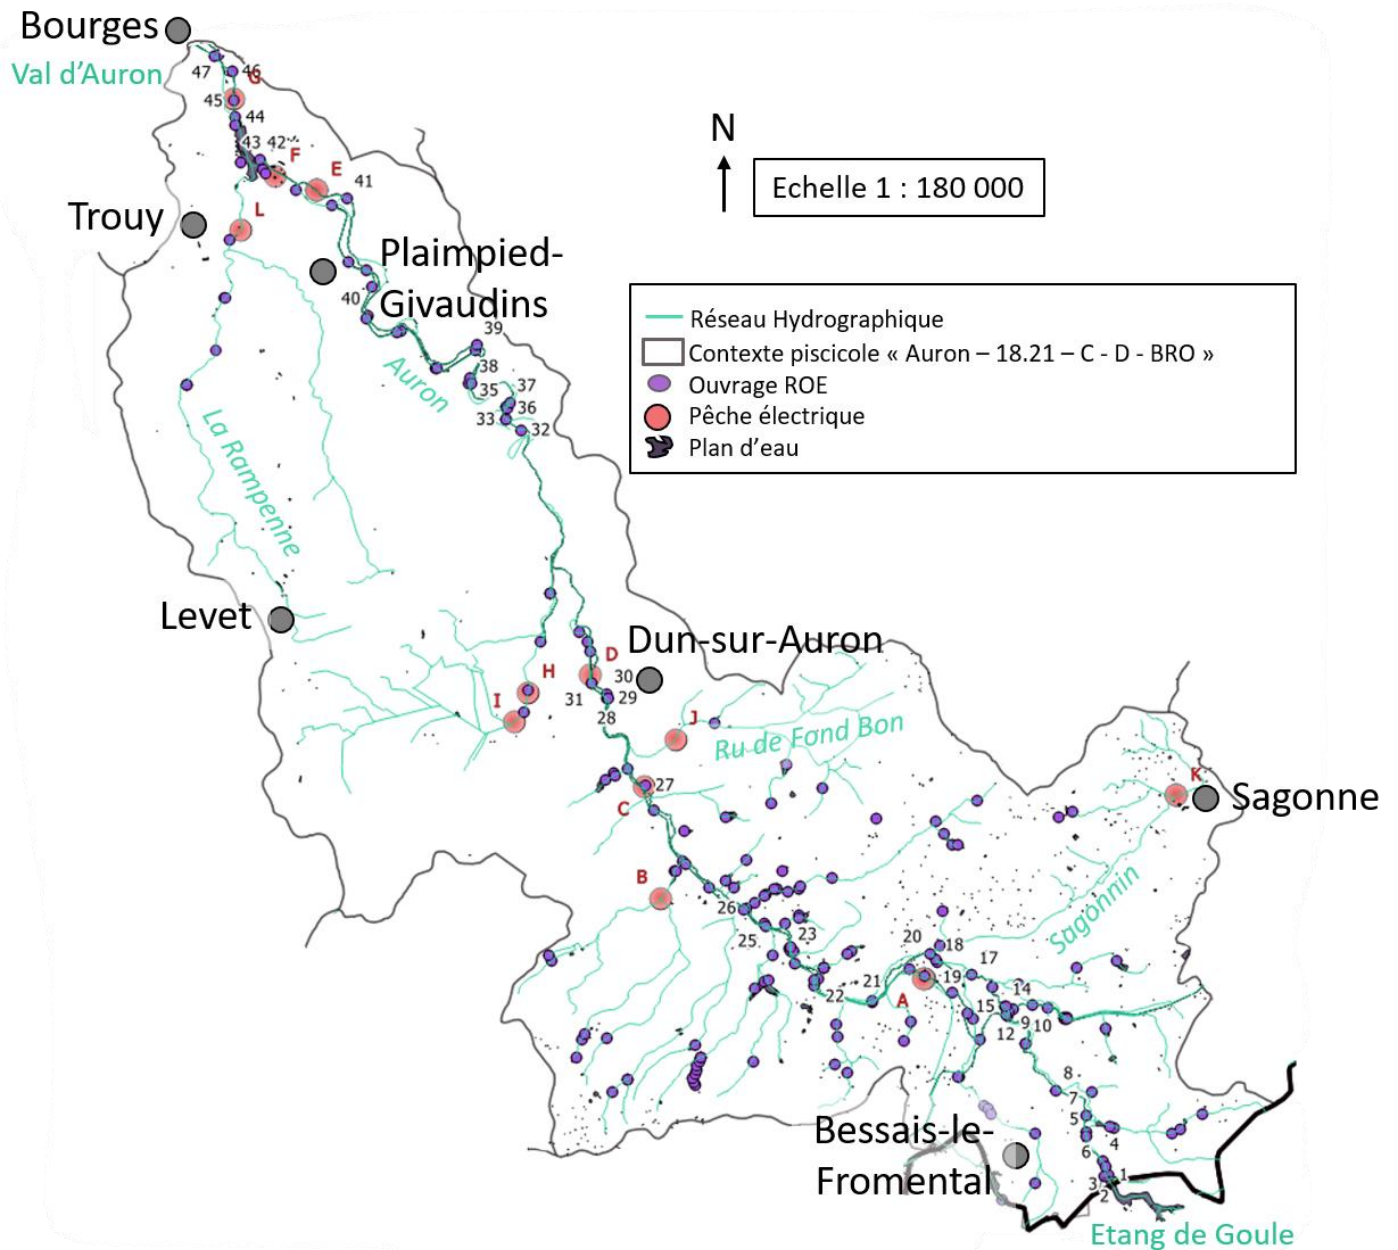 Bourges
Val d'Auron
47
46
G
45
44
43
42
F
E
41
N
Echelle 1 : 180 000
Trouy
L
Plaimpied-
Givaudins
40
39
38
Auron
35
37
36
33
32
Réseau Hydrographique
Contexte piscicole « Auron – 18.21 – C - D - BRO »
Ouvrage ROE
Pêche électrique
Plan d'eau
La Rampenne
Levet
Dun-sur-Auron
D
30
H
31
29
I
28
J
Ru de Fond Bon
27
C
K
Sagonne
B
26
Sagonnin
25
23
20
18
17
21
19
22
A
14
15
9
10
12
8
7
5
4
6
Bessais-le-
Fromental
1
3
2
Etang de Goule